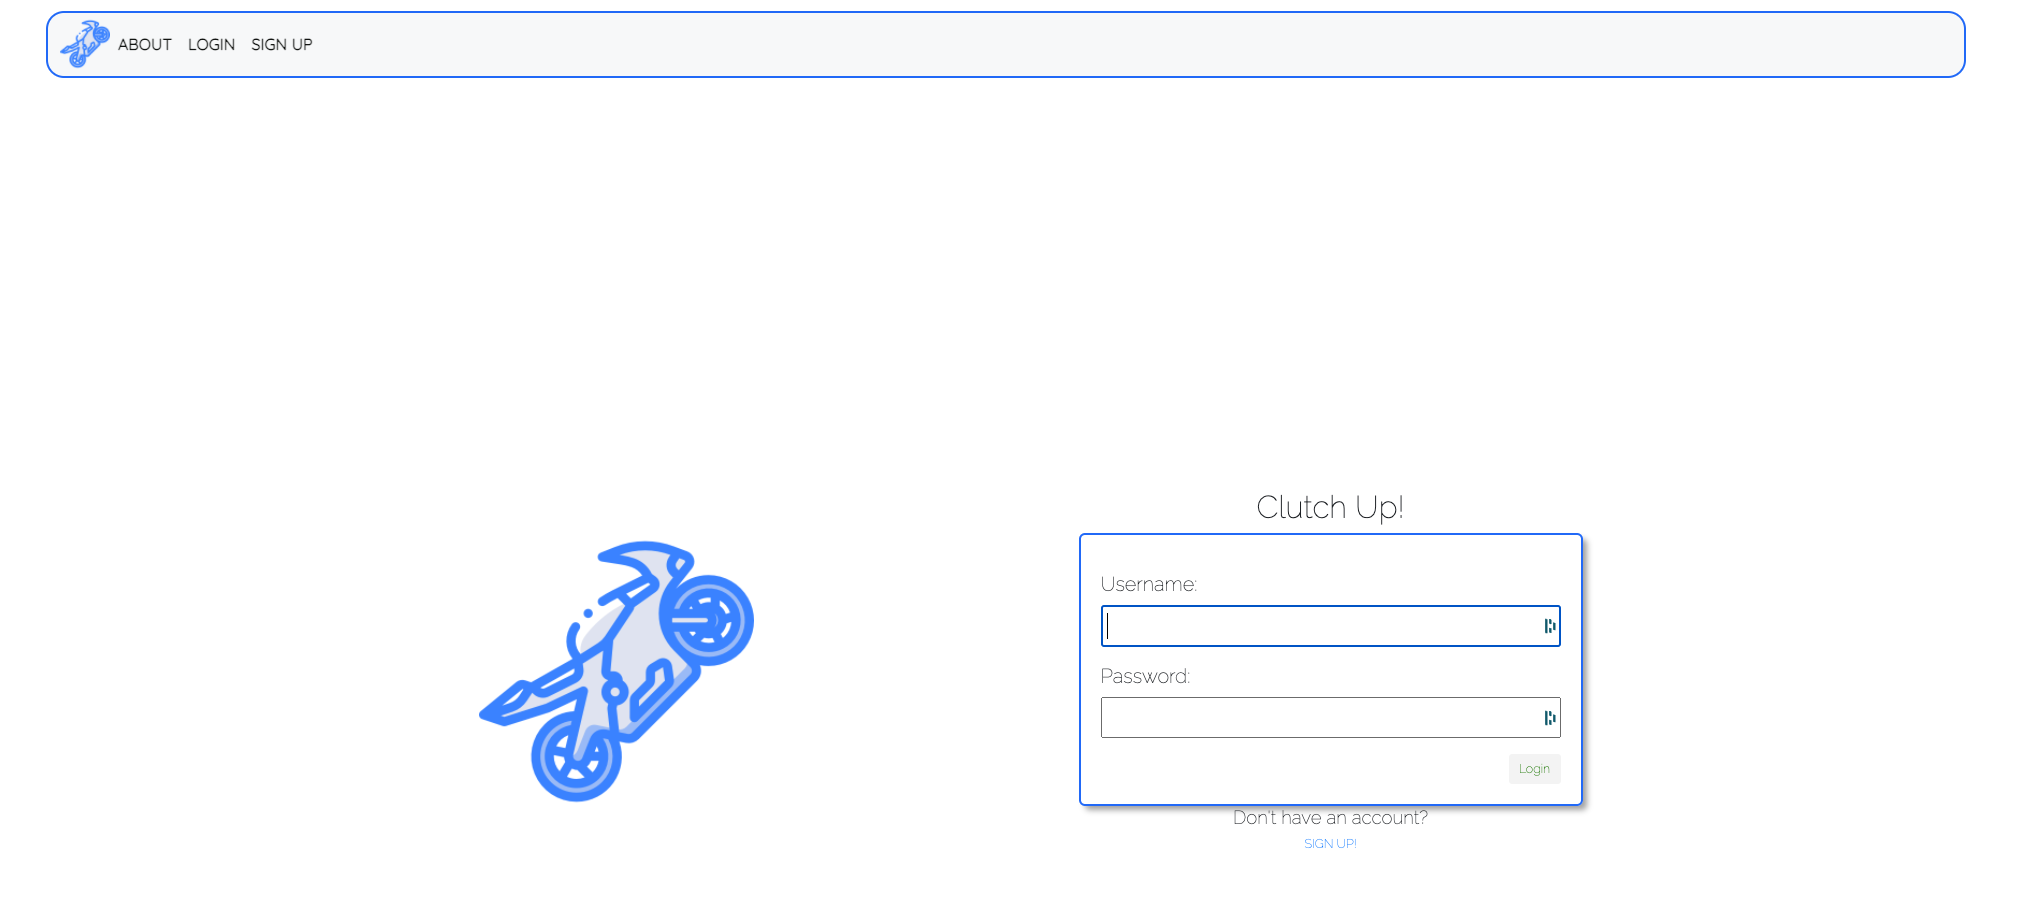 ABOUT LOGIN SIGN UP
Clutch Up!
Username:
Password:
Login
Don't have an account?
SIGN UP!